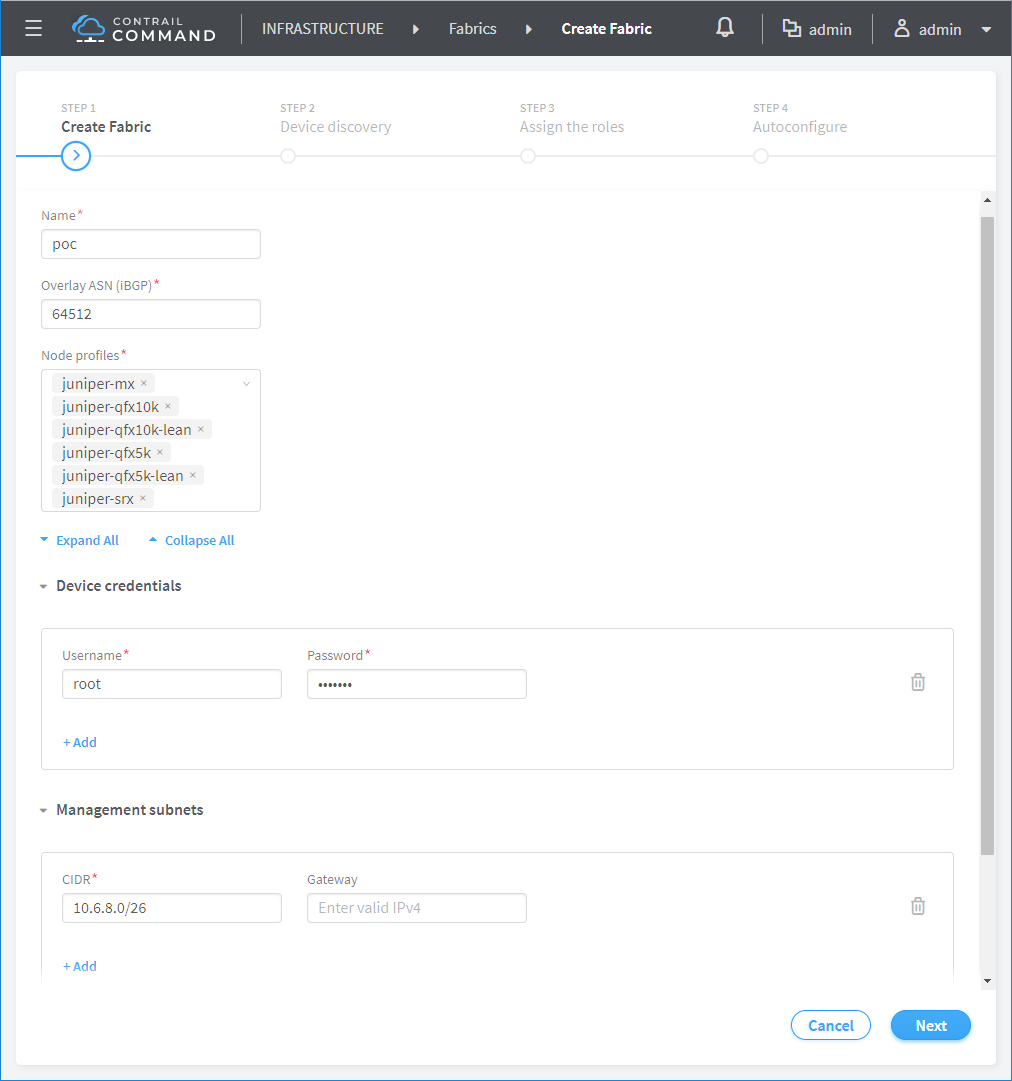 CONTRAIL
COMMAND
INFRASTRUCTURE Fabrics Create Fabric admin admin
STEP 1 STEP 2 STEP 3 STEP 4
Create Fabric Device discovery Assign the roles Autoconfigure
Name*
poc
Overlay ASN (iBGP)*
64512
Node profiles*
juniper-mx ×
juniper-qfx10k ×
juniper-qfx10k-lean ×
juniper-qfx5k ×
juniper-qfx5k-lean ×
juniper-srx ×
Expand All Collapse All
Device credentials
Username* Password*
root •••••••
+ Add
Management subnets
CIDR* Gateway
10.6.8.0/26 Enter valid IPv4
+ Add
Cancel Next